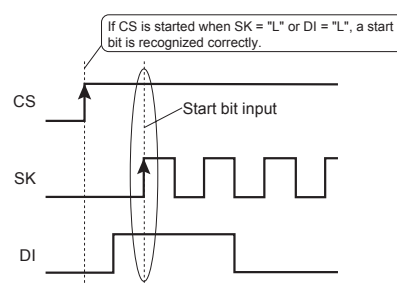 If CS is started when SK = "L" or DI = "L", a start
bit is recognized correctly.
CS
Start bit input
SK
DI